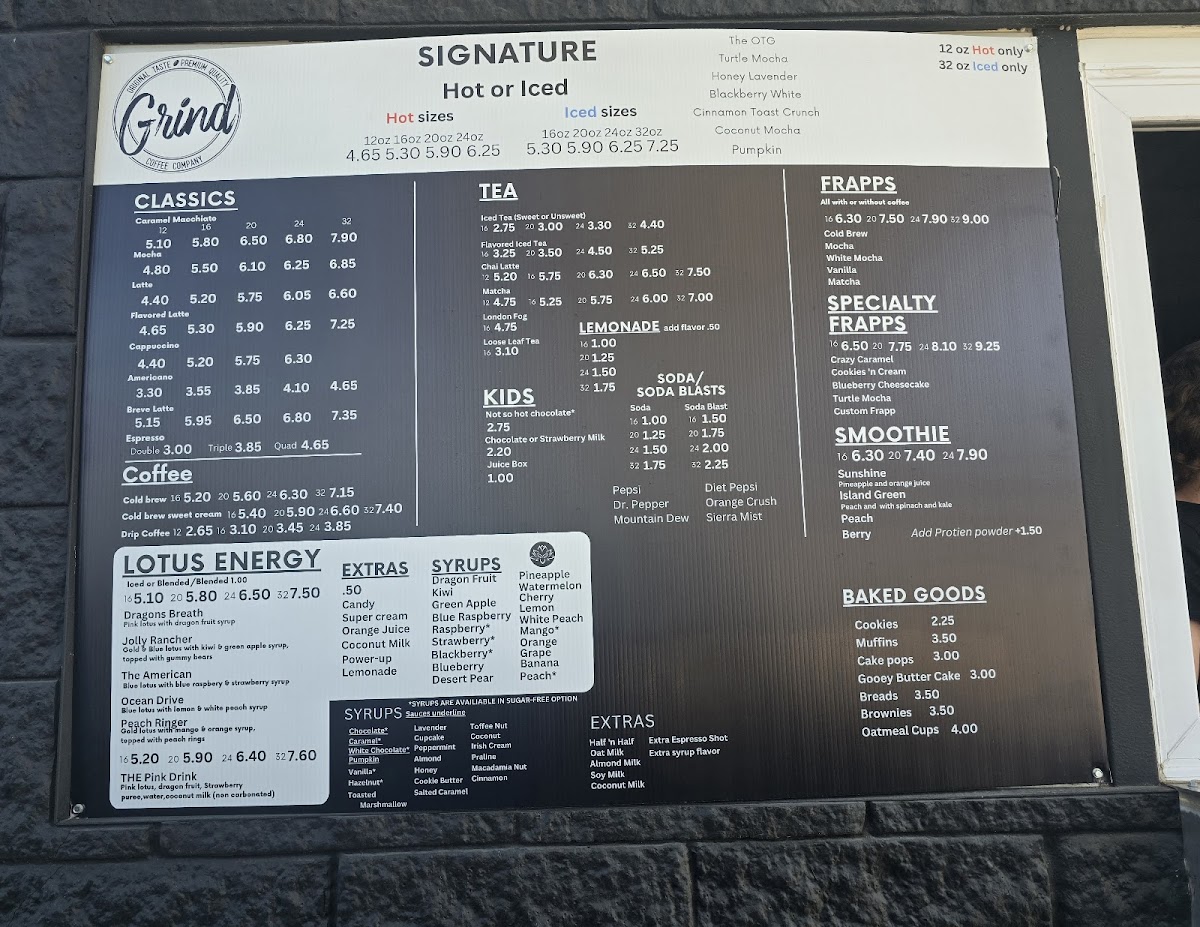 ORIGINAL TASTE PREMIUM QUALITY
Grind
COFFEE COMPANY
SIGNATURE
Hot or Iced
Hot sizes
12oz 16oz 20oz 24oz
4.65 5.30 5.90 6.25
Iced sizes
16oz 20oz 24oz 32oz
5.30 5.90 6.25 7.25
The OTG
Turtle Mocha
Honey Lavender
Blackberry White
Cinnamon Toast Crunch
Coconut Mocha
Pumpkin
12 oz Hot only*
32 oz Iced only
CLASSICS
Caramel Macchiato
12 16 20 24 32
5.10 5.80 6.50 6.80 7.90
Mocha
4.80 5.50 6.10 6.25 6.85
Latte
4.40 5.20 5.75 6.05 6.60
Flavored Latte
4.65 5.30 5.90 6.25 7.25
Cappuccino
4.40 5.20 5.75 6.30
Americano
3.30 3.55 3.85 4.10 4.65
Breve Latte
5.15 5.95 6.50 6.80 7.35
Espresso
Double 3.00 Triple 3.85 Quad 4.65
Coffee
Cold brew 16 5.20 20 5.60 24 6.30 32 7.15
Cold brew sweet cream 16 5.40 20 5.90 24 6.60 32 7.40
Drip Coffee 12 2.65 16 3.10 20 3.45 24 3.85
TEA
Iced Tea (Sweet or Unsweet)
16 2.75 20 3.00 24 3.30 32 4.40
Flavored Iced Tea
16 3.25 20 3.50 24 4.50 32 5.25
Chai Latte
12 5.20 16 5.75 20 6.30 24 6.50 32 7.50
Matcha
12 4.75 16 5.25 20 5.75 24 6.00 32 7.00
London Fog
16 4.75
Loose Leaf Tea
16 3.10
LEMONADE add flavor .50
16 1.00
20 1.25
24 1.50
32 1.75
KIDS
Not so hot chocolate*
2.75
Chocolate or Strawberry Milk
2.20
Juice Box
1.00
SODA/
SODA BLASTS
Soda Soda Blast
16 1.00 16 1.50
20 1.25 20 1.75
24 1.50 24 2.00
32 1.75 32 2.25
Pepsi Diet Pepsi
Dr. Pepper Orange Crush
Mountain Dew Sierra Mist
FRAPPS
All with or without coffee
16 6.30 20 7.50 24 7.90 32 9.00
Cold Brew
Mocha
White Mocha
Vanilla
Matcha
SPECIALTY
FRAPPS
16 6.50 20 7.75 24 8.10 32 9.25
Crazy Caramel
Cookies 'n Cream
Blueberry Cheesecake
Turtle Mocha
Custom Frapp
SMOOTHIE
16 6.30 20 7.40 24 7.90
Sunshine
Pineapple and orange juice
Island Green
Peach and with spinach and kale
Peach
Berry Add Protien powder +1.50
BAKED GOODS
Cookies 2.25
Muffins 3.50
Cake pops 3.00
Gooey Butter Cake 3.00
Breads 3.50
Brownies 3.50
Oatmeal Cups 4.00
LOTUS ENERGY
Iced or Blended/Blended 1.00
16 5.10 20 5.80 24 6.50 32 7.50
Dragons Breath
Pink lotus with dragon fruit syrup
Jolly Rancher
Gold & Blue lotus with kiwi & green apple syrup,
topped with gummy bears
The American
Blue lotus with blue raspbery & strawberry syrup
Ocean Drive
Blue lotus with lemon & white peach syrup
Peach Ringer
Gold lotus with mango & orange syrup,
topped with peach rings
16 5.20 20 5.90 24 6.40 32 7.60
THE Pink Drink
Pink lotus, dragon fruit, Strawberry
puree,water,coconut milk (non carbonated)
EXTRAS
.50
Candy
Super cream
Orange Juice
Coconut Milk
Power-up
Lemonade
SYRUPS
Dragon Fruit
Kiwi
Green Apple
Blue Raspberry
Raspberry*
Strawberry*
Blackberry*
Blueberry
Desert Pear
Pineapple
Watermelon
Cherry
Lemon
White Peach
Mango*
Orange
Grape
Banana
Peach*
*SYRUPS ARE AVAILIABLE IN SUGAR-FREE OPTION
SYRUPS Sauces underline
Chocolate*
Caramel*
White Chocolate*
Pumpkin
Vanilla*
Hazelnut*
Toasted
Marshmallow
Lavender
Cupcake
Peppermint
Almond
Honey
Cookie Butter
Salted Caramel
Toffee Nut
Coconut
Irish Cream
Praline
Macadamia Nut
Cinnamon
EXTRAS
Half 'n Half
Oat Milk
Almond Milk
Soy Milk
Coconut Milk
Extra Espresso Shot
Extra syrup flavor